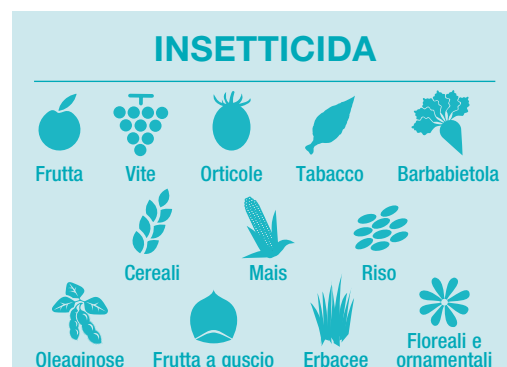 INSETTICIDA
Frutta Vite Orticole Tabacco Barbabietola
Cereali Mais Riso
Oleaginose Frutta a guscio Erbacee Floreali e
ornamentali